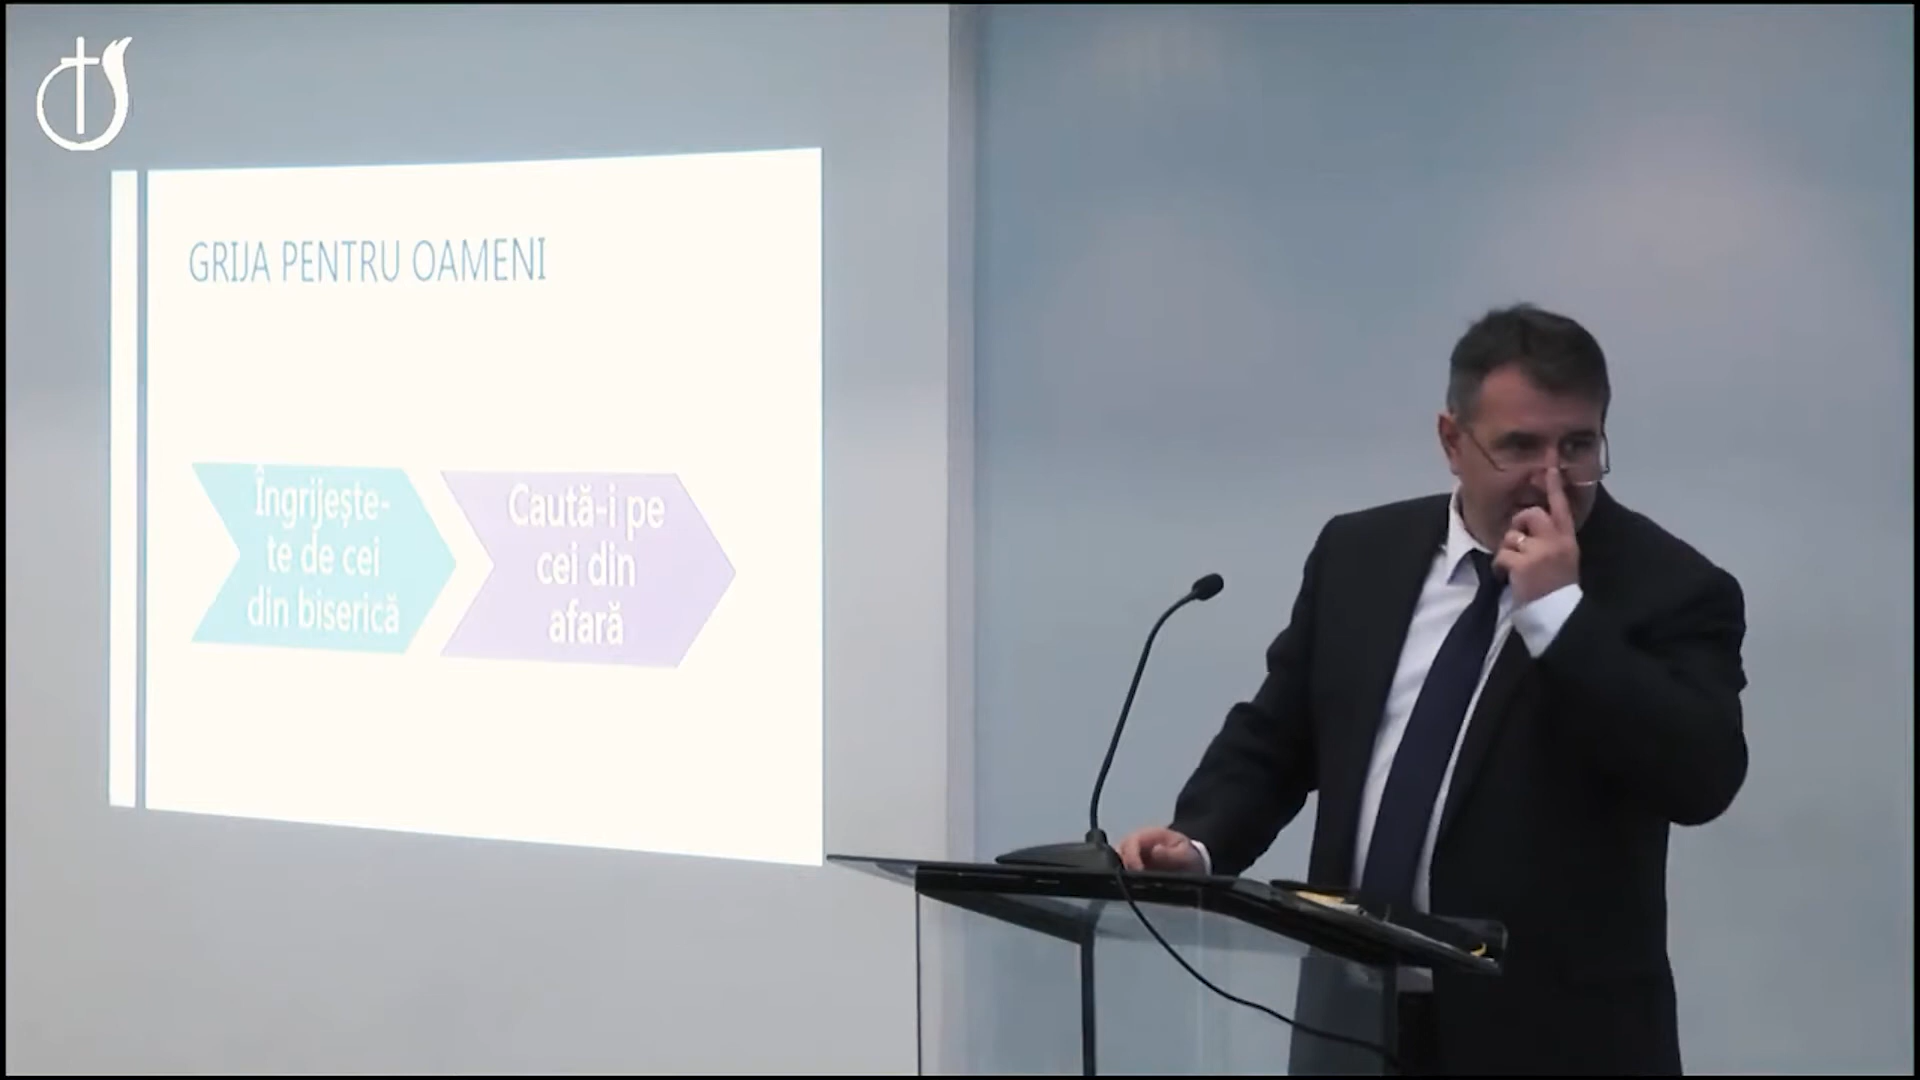 GRIJA PENTRU OAMENI
Îngrijește-
te de cei
din biserică
Caută-i pe
cei din
afară